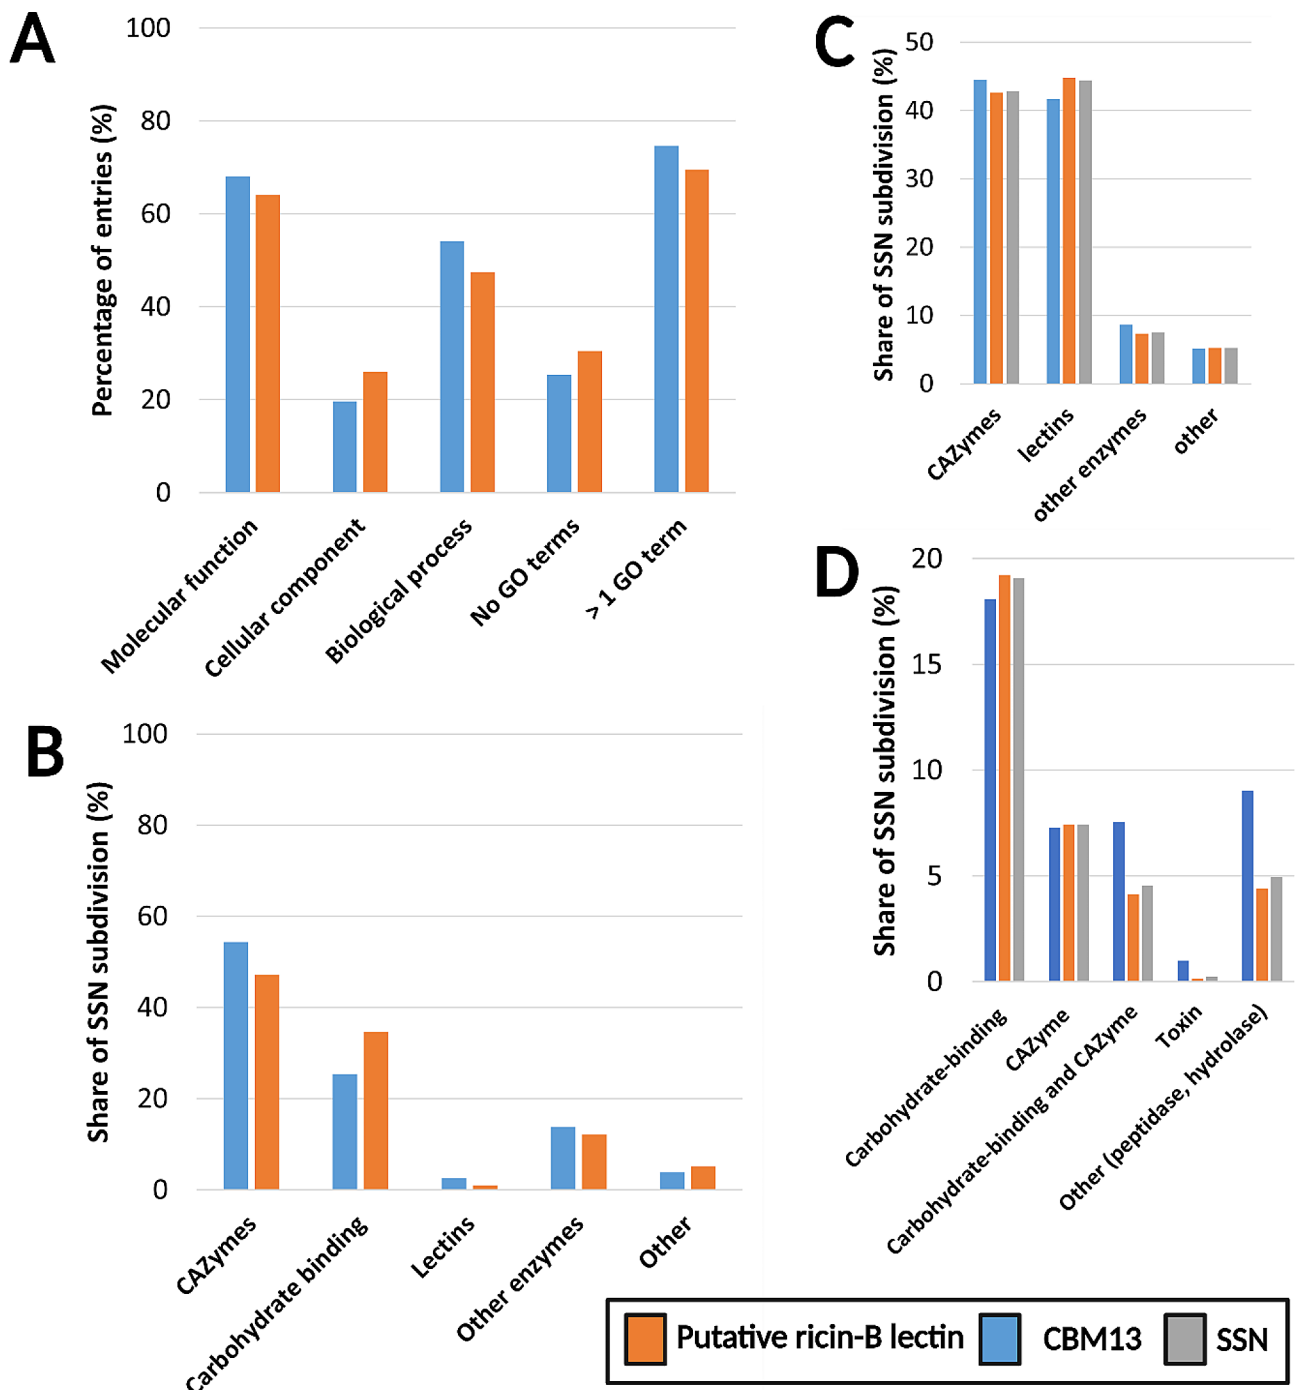 A
Percentage of entries (%)
100
80
60
40
20
0
Molecular function
Cellular component
Biological process
No GO terms
> 1 GO term
B
Share of SSN subdivision (%)
100
80
60
40
20
0
CAZymes
Carbohydrate binding
Lectins
Other enzymes
Other
C
Share of SSN subdivision (%)
50
40
30
20
10
0
CAZymes
lectins
other enzymes
other
D
Share of SSN subdivision (%)
20
15
10
5
0
Carbohydrate-binding
CAZyme
Carbohydrate-binding and CAZyme
Toxin
Other (peptidase, hydrolase)
Putative ricin-B lectin
CBM13
SSN